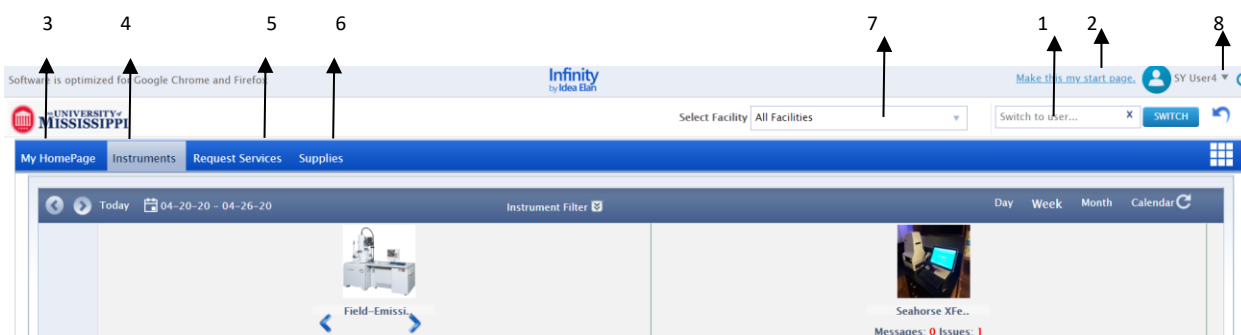 3 4 5 6 7 1 2 8
Software is optimized for Google Chrome and Firefox
Infinity
by Idea Elan
Make this my start page.
SY User4
the UNIVERSITY of
MISSISSIPPI
Select Facility All Facilities
Switch to user... X SWITCH
My HomePage Instruments Request Services Supplies
Today 04-20-20 - 04-26-20 Instrument Filter Day Week Month Calendar
Field-Emissi.. Seahorse XFe..
Messages: 0 Issues: 1